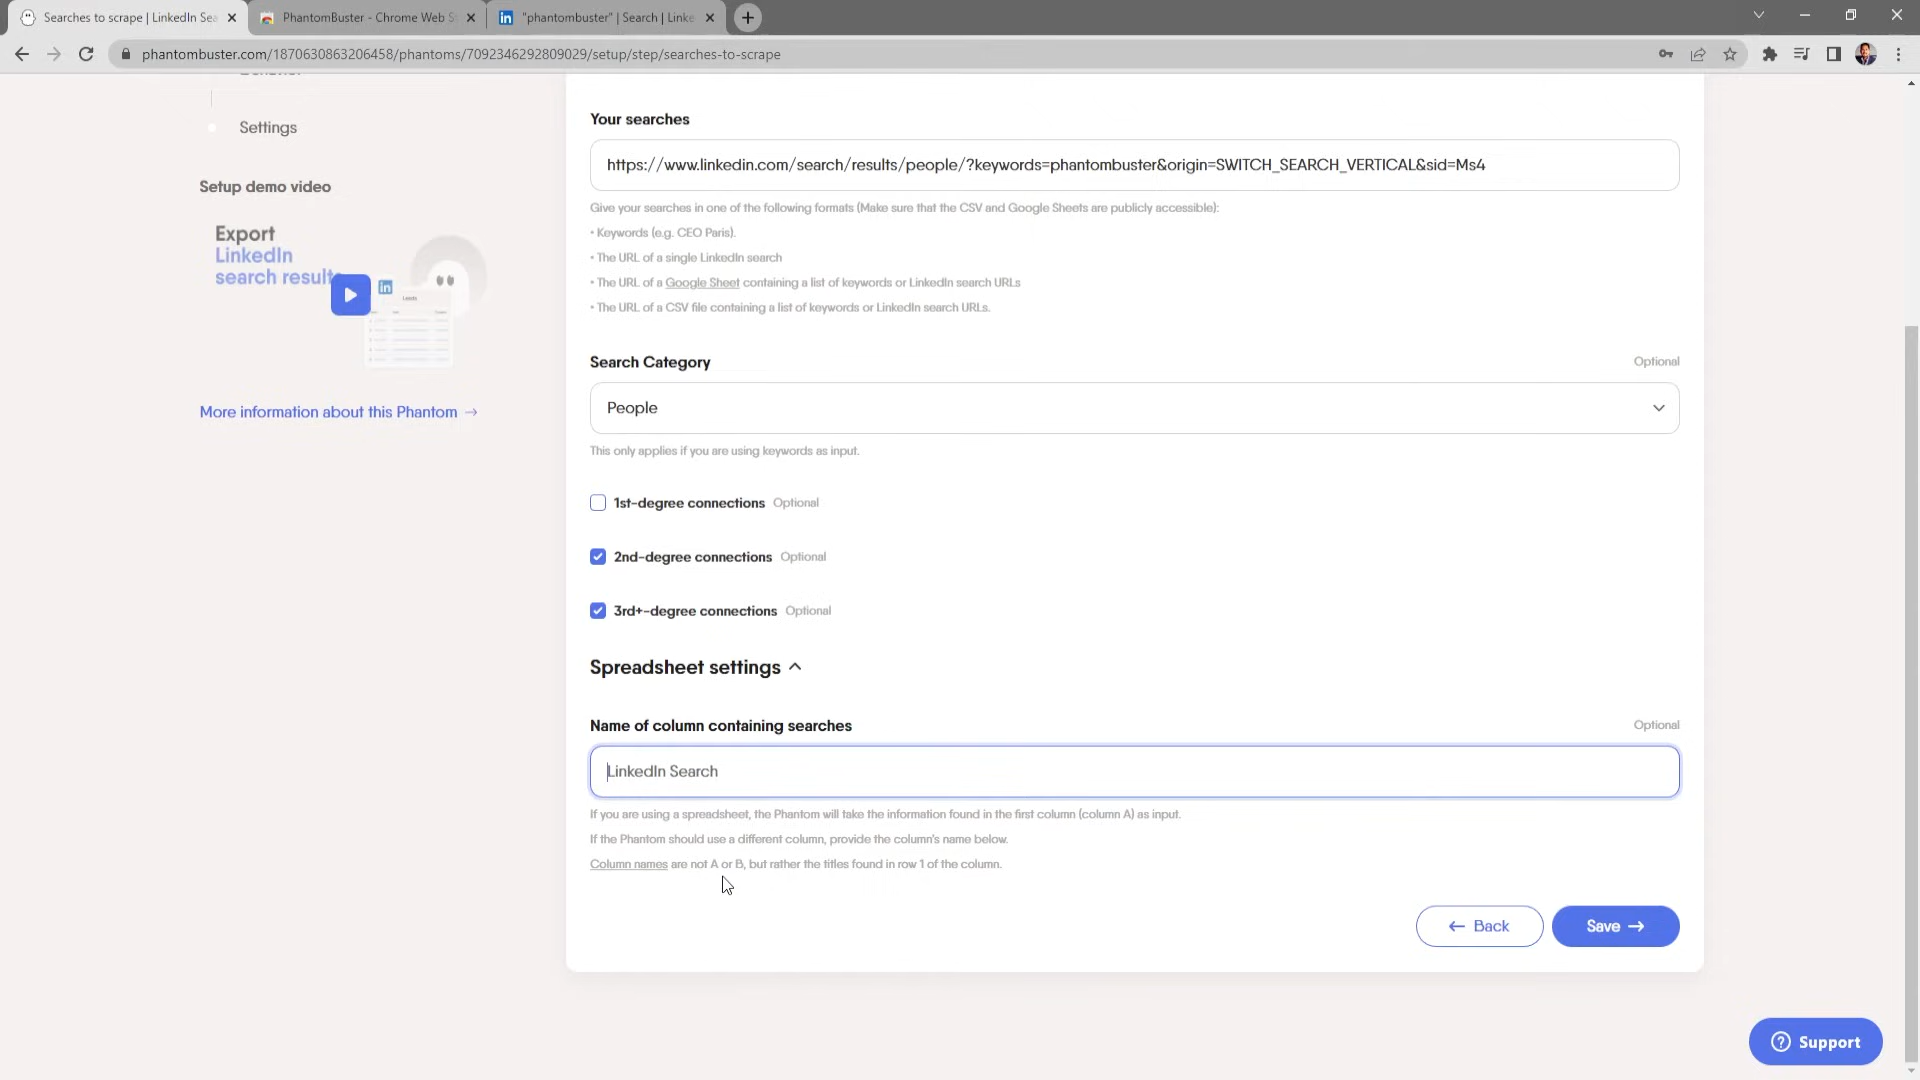 Searches to scrape | LinkedIn Sea
PhantomBuster - Chrome Web S
"phantombuster" | Search | Linke
phantombuster.com/1870630863206458/phantoms/7092346292809029/setup/step/searches-to-scrape
Settings
Setup demo video
Export
LinkedIn
search result
in
Leads
More information about this Phantom →
Your searches
https://www.linkedin.com/search/results/people/?keywords=phantombuster&origin=SWITCH_SEARCH_VERTICAL&sid=Ms4
Give your searches in one of the following formats (Make sure that the CSV and Google Sheets are publicly accessible):
• Keywords (e.g. CEO Paris).
• The URL of a single LinkedIn search
• The URL of a Google Sheet containing a list of keywords or LinkedIn search URLs
• The URL of a CSV file containing a list of keywords or LinkedIn search URLs.
Search Category Optional
People
This only applies if you are using keywords as input.
1st-degree connections Optional
2nd-degree connections Optional
3rd+-degree connections Optional
Spreadsheet settings
Name of column containing searches Optional
LinkedIn Search
If you are using a spreadsheet, the Phantom will take the information found in the first column (column A) as input.
If the Phantom should use a different column, provide the column's name below.
Column names are not A or B, but rather the titles found in row 1 of the column.
← Back
Save →
Support